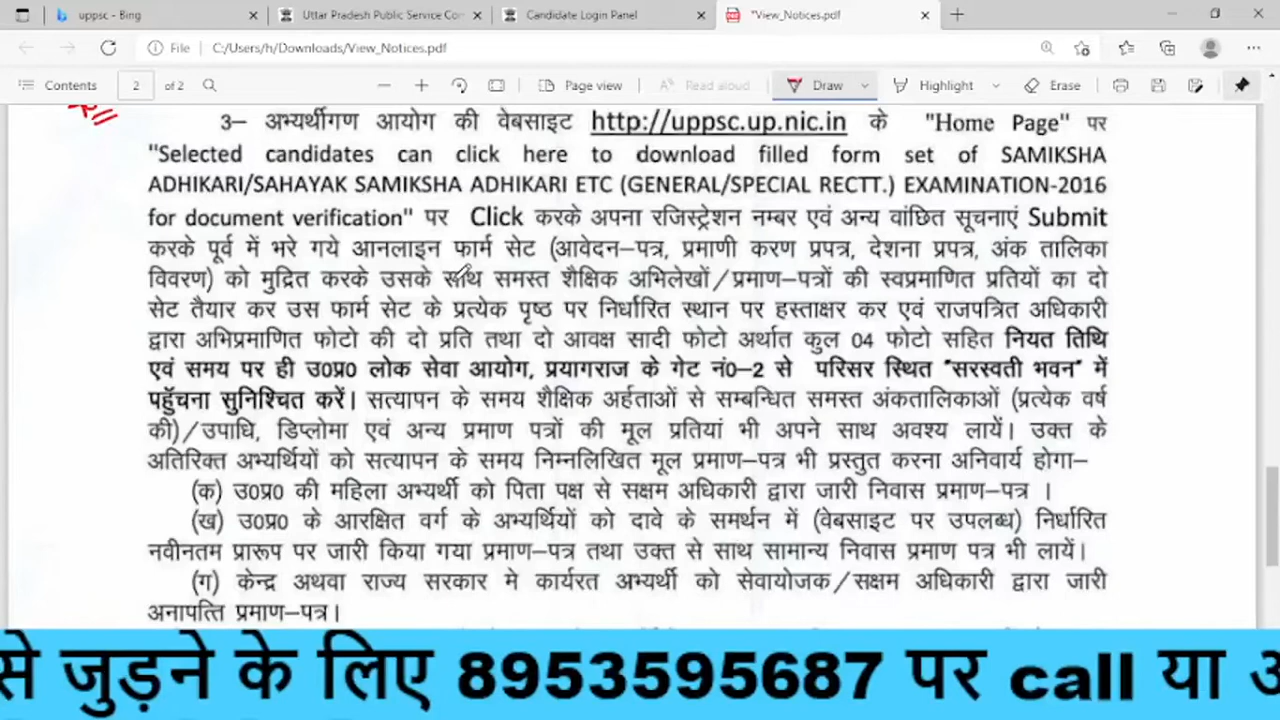 uppsc - Bing
Uttar Pradesh Public Service Cor
Candidate Login Panel
*View_Notices.pdf
File C:/Users/h/Downloads/View_Notices.pdf
Contents 2 of 2 Page view Read aloud Draw Highlight Erase
3– अभ्यर्थीगण आयोग की वेबसाइट http://uppsc.up.nic.in के "Home Page" पर
"Selected candidates can click here to download filled form set of SAMIKSHA
ADHIKARI/SAHAYAK SAMIKSHA ADHIKARI ETC (GENERAL/SPECIAL RECTT.) EXAMINATION-2016
for document verification" पर Click करके अपना रजिस्ट्रेशन नम्बर एवं अन्य वांछित सूचनाएं Submit
करके पूर्व में भरे गये आनलाइन फार्म सेट (आवेदन–पत्र, प्रमाणी करण प्रपत्र, देशना प्रपत्र, अंक तालिका
विवरण) को मुद्रित करके उसके साथ समस्त शैक्षिक अभिलेखों/प्रमाण–पत्रों की स्वप्रमाणित प्रतियों का दो
सेट तैयार कर उस फार्म सेट के प्रत्येक पृष्ठ पर निर्धारित स्थान पर हस्ताक्षर कर एवं राजपत्रित अधिकारी
द्वारा अभिप्रमाणित फोटो की दो प्रति तथा दो आवक्ष सादी फोटो अर्थात कुल 04 फोटो सहित नियत तिथि
एवं समय पर ही उ0प्र0 लोक सेवा आयोग, प्रयागराज के गेट नं0–2 से परिसर स्थित "सरस्वती भवन" में
पहुँचना सुनिश्चित करें। सत्यापन के समय शैक्षिक अर्हताओं से सम्बन्धित समस्त अंकतालिकाओं (प्रत्येक वर्ष
की)/उपाधि, डिप्लोमा एवं अन्य प्रमाण पत्रों की मूल प्रतियां भी अपने साथ अवश्य लायें। उक्त के
अतिरिक्त अभ्यर्थियों को सत्यापन के समय निम्नलिखित मूल प्रमाण–पत्र भी प्रस्तुत करना अनिवार्य होगा–
(क) उ0प्र0 की महिला अभ्यर्थी को पिता पक्ष से सक्षम अधिकारी द्वारा जारी निवास प्रमाण–पत्र ।
(ख) उ0प्र0 के आरक्षित वर्ग के अभ्यर्थियों को दावे के समर्थन में (वेबसाइट पर उपलब्ध) निर्धारित
नवीनतम प्रारूप पर जारी किया गया प्रमाण–पत्र तथा उक्त से साथ सामान्य निवास प्रमाण पत्र भी लायें।
(ग) केन्द्र अथवा राज्य सरकार मे कार्यरत अभ्यर्थी को सेवायोजक/सक्षम अधिकारी द्वारा जारी
अनापत्ति प्रमाण–पत्र।
से जुड़ने के लिए 8953595687 पर call या